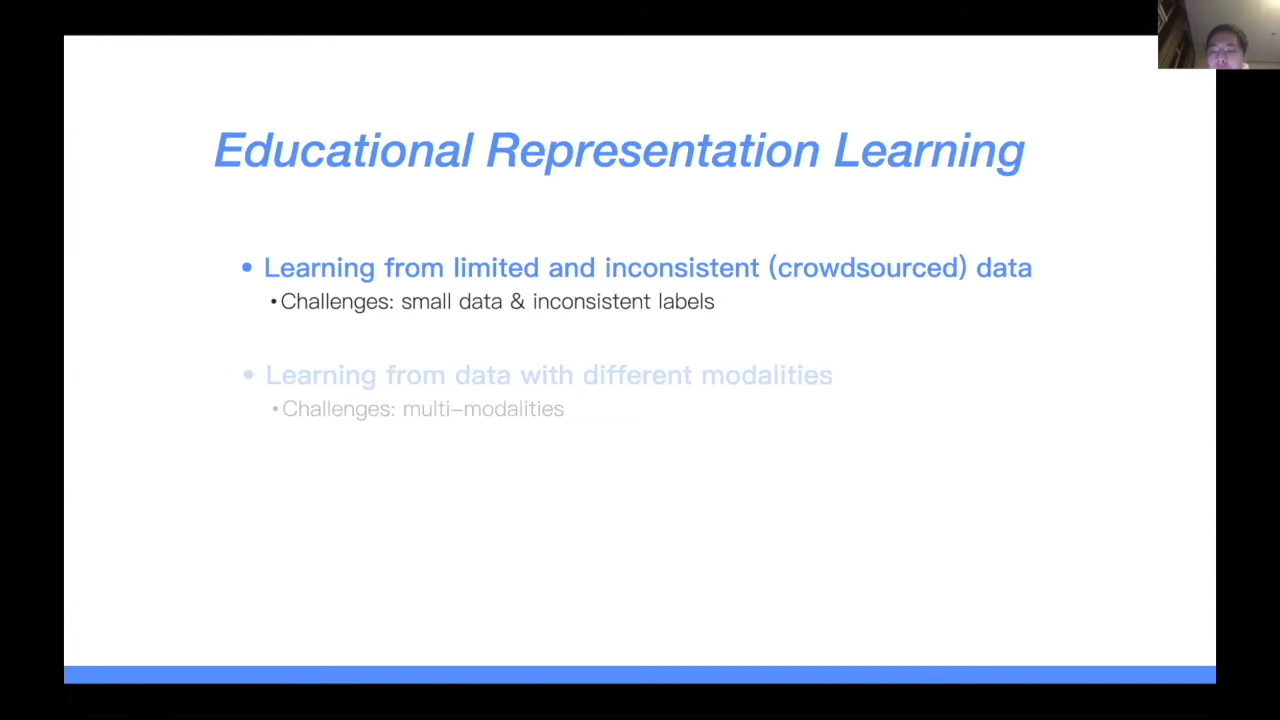 Educational Representation Learning
• Learning from limited and inconsistent (crowdsourced) data
• Challenges: small data & inconsistent labels
• Learning from data with different modalities
• Challenges: multi-modalities